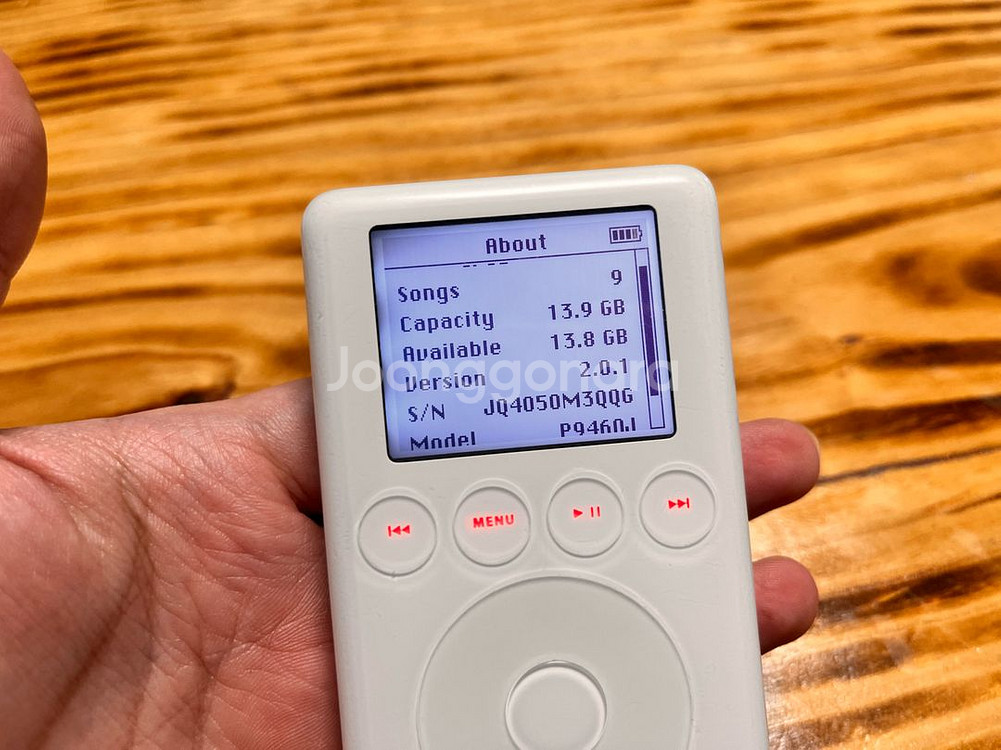 About
Songs 9
Capacity 13.9 GB
Available 13.8 GB
Version 2.0.1
S/N JQ4050M3QQG
Model
MENU
Joonggonara